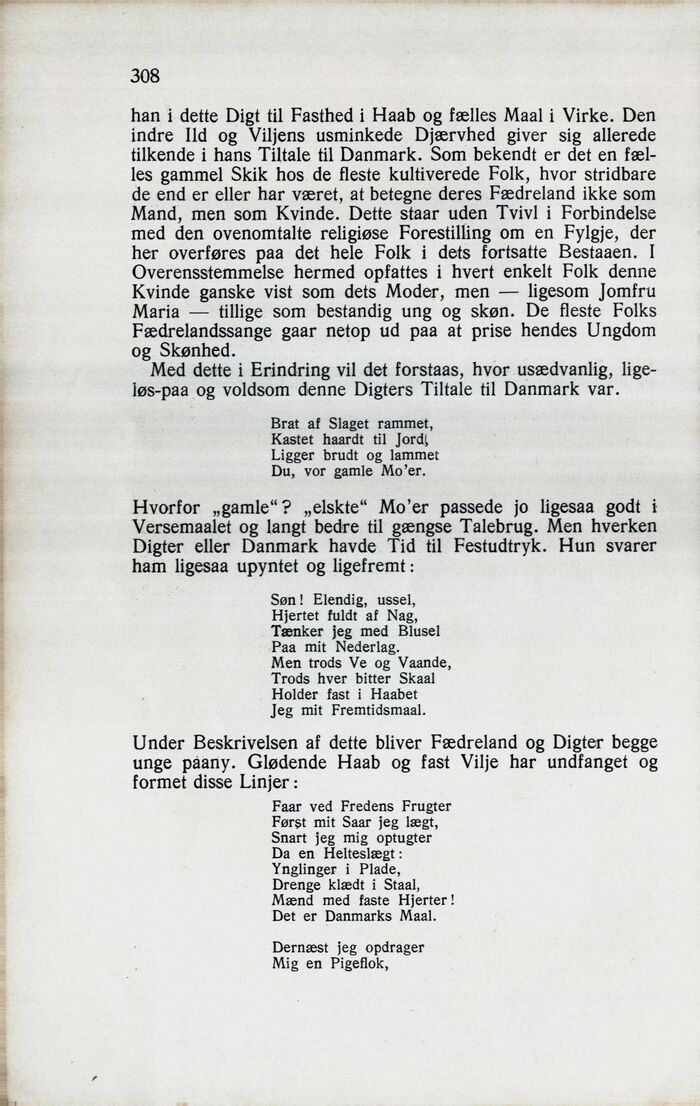 308
han i dette Digt til Fasthed i Haab og fælles Maal i Virke. Den
indre Ild og Viljens usminkede Djærvhed giver sig allerede
tilkende i hans Tiltale til Danmark. Som bekendt er det en fæl-
les gammel Skik hos de fleste kultiverede Folk, hvor stridbare
de end er eller har været, at betegne deres Fædreland ikke som
Mand, men som Kvinde. Dette staar uden Tvivl i Forbindelse
med den ovenomtalte religiøse Forestilling om en Fylgje, der
her overføres paa det hele Folk i dets fortsatte Bestaaen. I
Overensstemmelse hermed opfattes i hvert enkelt Folk denne
Kvinde ganske vist som dets Moder, men — ligesom Jomfru
Maria — tillige som bestandig ung og skøn. De fleste Folks
Fædrelandssange gaar netop ud paa at prise hendes Ungdom
og Skønhed.
Med dette i Erindring vil det forstaas, hvor usædvanlig, lige-
løs-paa og voldsom denne Digters Tiltale til Danmark var.
Brat af Slaget rammet,
Kastet haardt til Jord,
Ligger brudt og lammet
Du, vor gamle Mo'er.
Hvorfor „gamle“? „elskte“ Mo'er passede jo ligesaa godt i
Versemaalet og langt bedre til gængse Talebrug. Men hverken
Digter eller Danmark havde Tid til Festudtryk. Hun svarer
ham ligesaa upyntet og ligefremt:
Søn! Elendig, ussel,
Hjertet fuldt af Nag,
Tænker jeg med Blusel
Paa mit Nederlag.
Men trods Ve og Vaande,
Trods hver bitter Skaal
Holder fast i Haabet
Jeg mit Fremtidsmaal.
Under Beskrivelsen af dette bliver Fædreland og Digter begge
unge paany. Glødende Haab og fast Vilje har undfanget og
formet disse Linjer:
Faar ved Fredens Frugter
Først mit Saar jeg lægt,
Snart jeg mig optugter
Da en Helteslægt:
Ynglinger i Plade,
Drenge klædt i Staal,
Mænd med faste Hjerter!
Det er Danmarks Maal.
Dernæst jeg opdrager
Mig en Pigeflok,